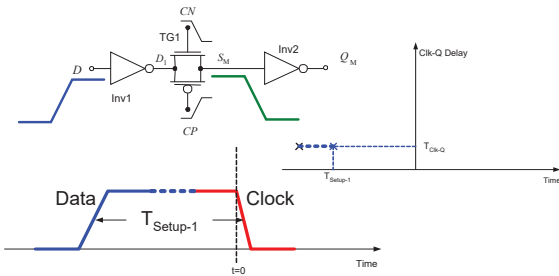 CN
TG1
D
D1
SM
Inv1
Inv2
QM
CP
Clk-Q Delay
TClk-Q
TSetup-1
Time
Data
TSetup-1
Clock
t=0
Time